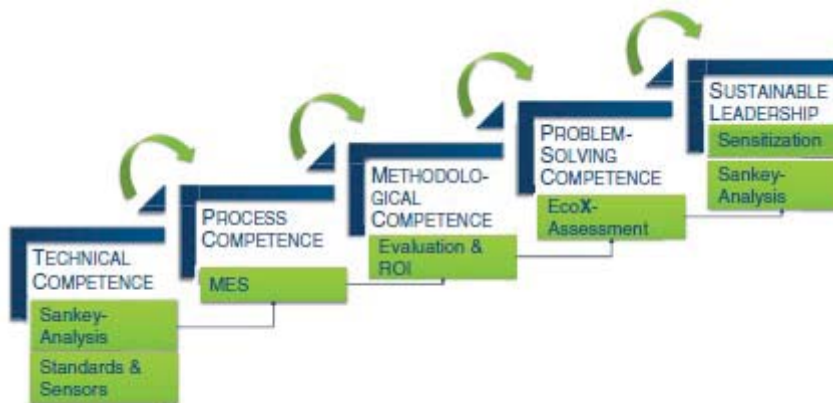 TECHNICAL
COMPETENCE
Sankey-
Analysis
Standards &
Sensors
PROCESS
COMPETENCE
MES
METHODOLO-
GICAL
COMPETENCE
Evaluation &
ROI
PROBLEM-
SOLVING
COMPETENCE
EcoX-
Assessment
SUSTAINABLE
LEADERSHIP
Sensitization
Sankey-
Analysis